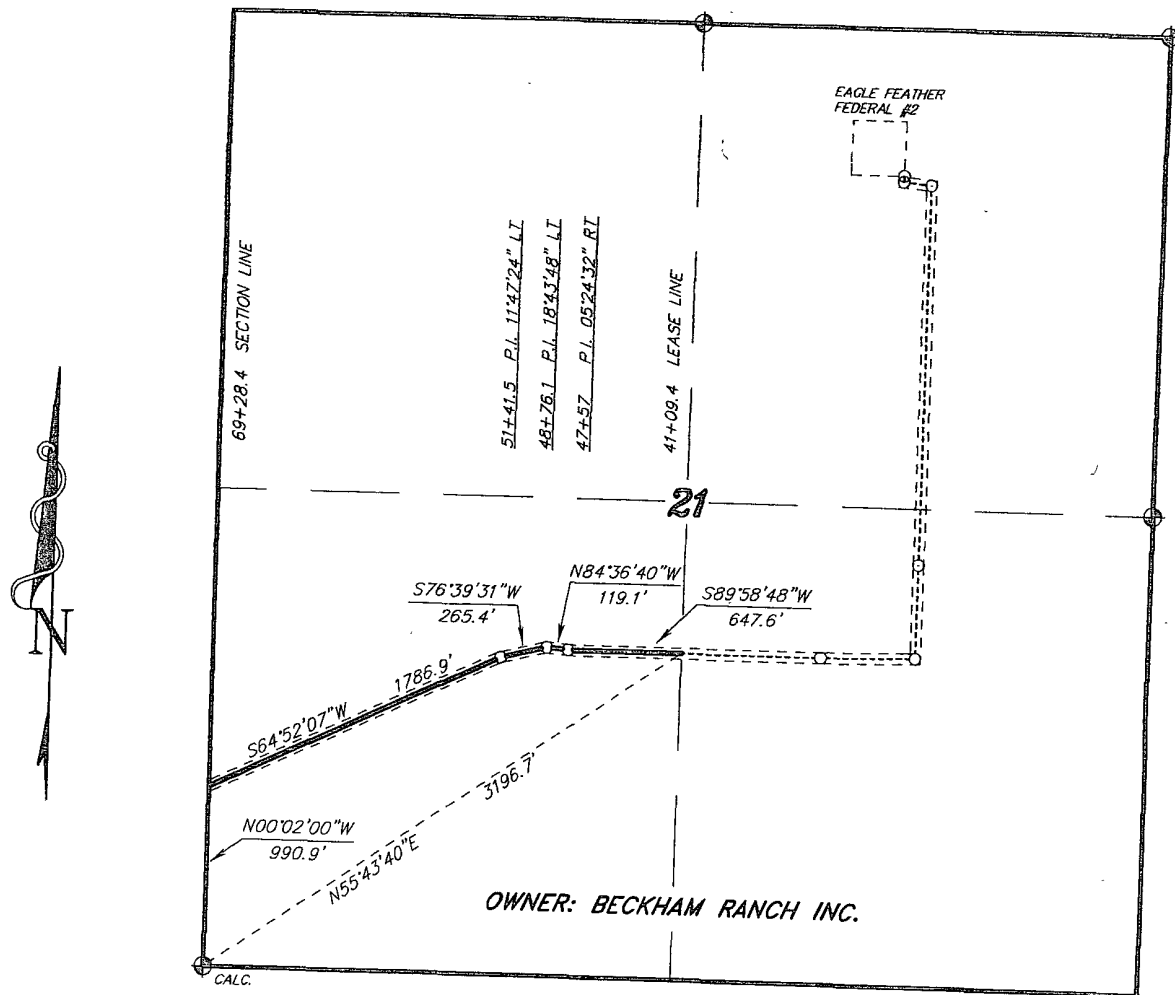 EAGLE FEATHER
FEDERAL #2
69+28.4 SECTION LINE
51+41.5 P.I. 11°47'24" LT
48+76.1 P.I. 18°43'48" LT
47+57 P.I. 05°24'32" RT
41+09.4 LEASE LINE
21
N
S76°39'31"W
265.4'
N84°36'40"W
119.1'
S89°58'48"W
647.6'
S64°52'07"W
1786.9'
N00°02'00"W
990.9'
N55°43'40"E
3196.7'
OWNER: BECKHAM RANCH INC.
CALC.